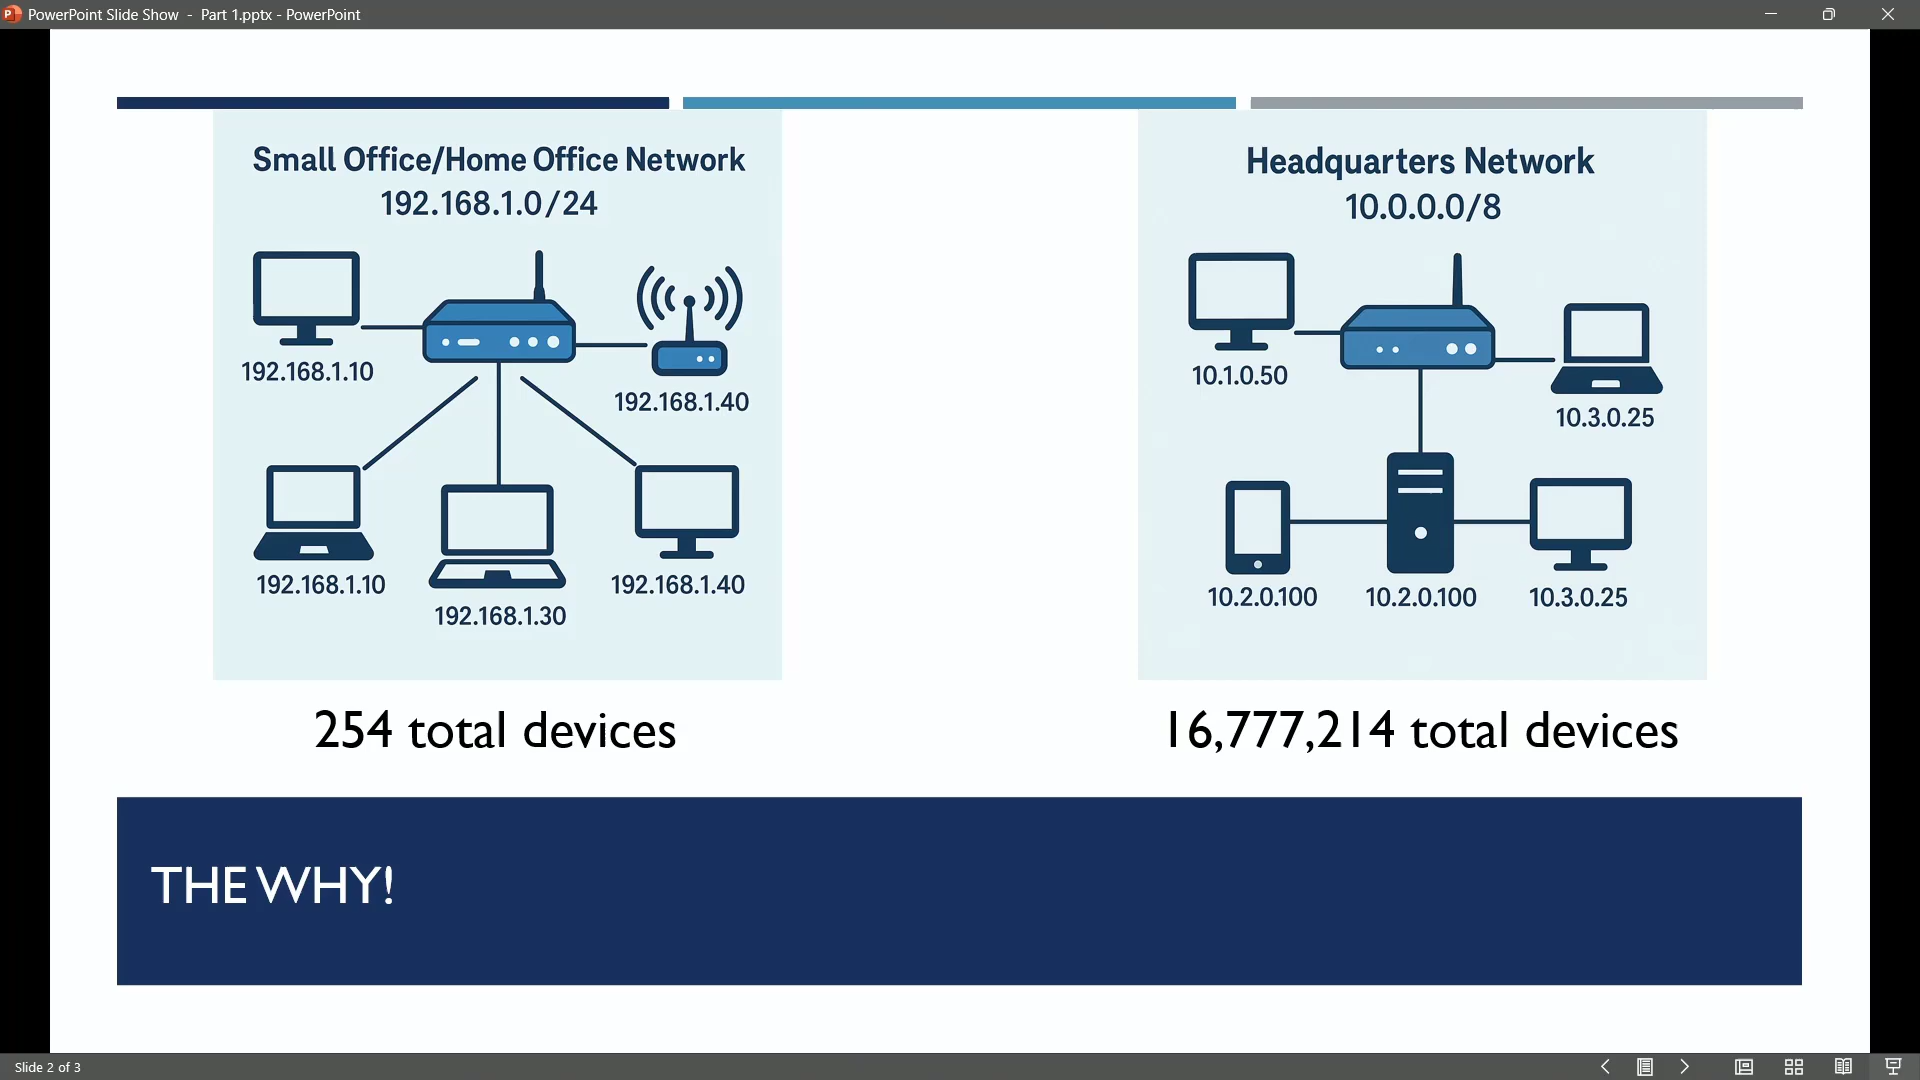 PowerPoint Slide Show - Part 1.pptx - PowerPoint
Small Office/Home Office Network
192.168.1.0/24
192.168.1.10
192.168.1.40
192.168.1.10
192.168.1.30
192.168.1.40
254 total devices
Headquarters Network
10.0.0.0/8
10.1.0.50
10.3.0.25
10.2.0.100
10.2.0.100
10.3.0.25
16,777,214 total devices
THE WHY!
Slide 2 of 3